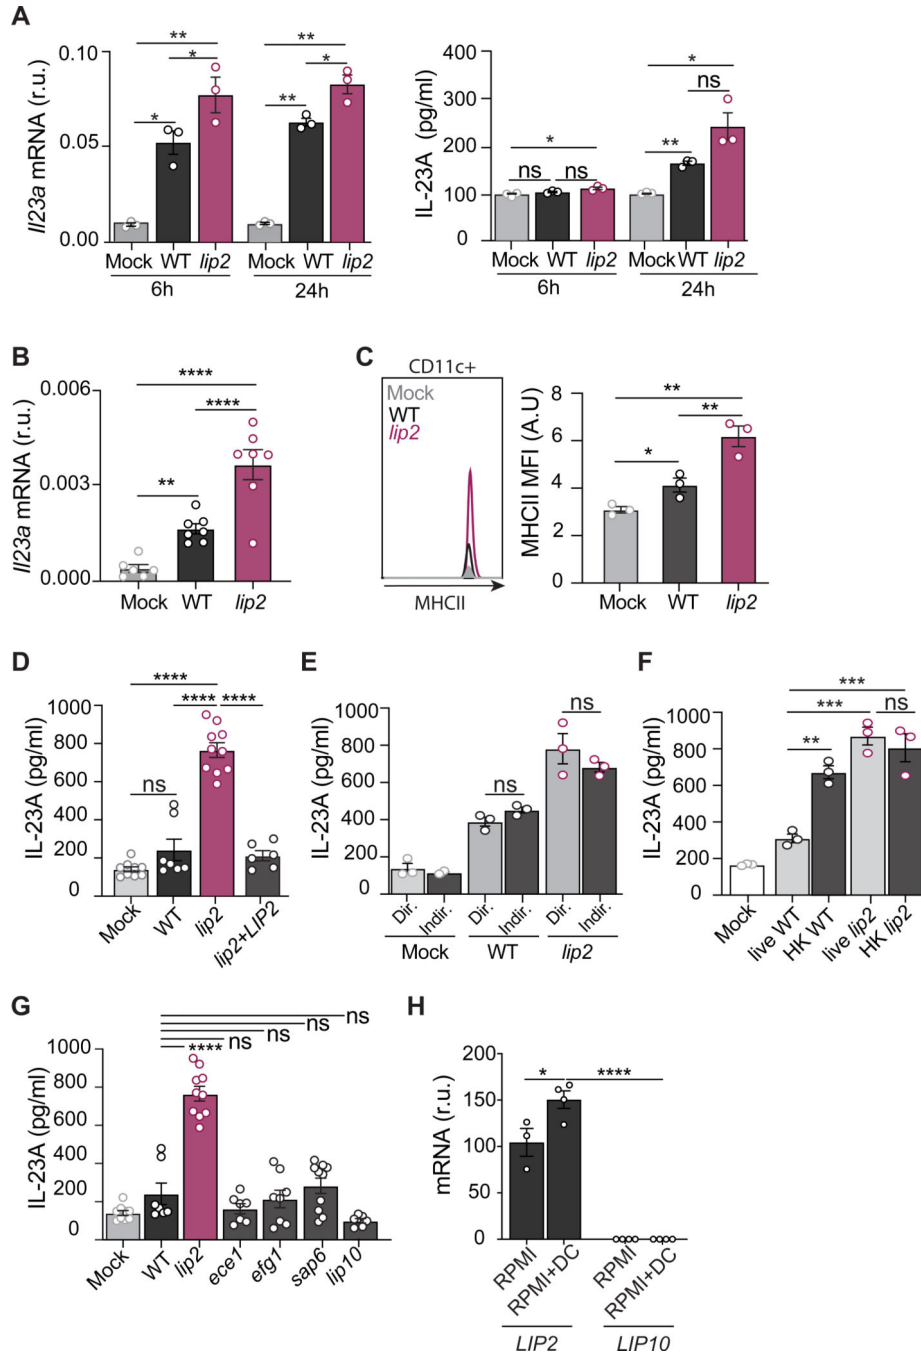 A
Il23a mRNA (r.u.)
0.10
0.05
0.00
** * *
** * **
Mock WT lip2 Mock WT lip2
6h 24h
IL-23A (pg/ml)
400
300
200
100
0
* ns ns
* ns **
Mock WT lip2 Mock WT lip2
6h 24h
B
Il23a mRNA (r.u.)
0.006
0.003
0.000
****
****
**
Mock WT lip2
C
CD11c+
Mock
WT
lip2
MHCII
MHCII MFI (A.U)
8
6
4
2
0
**
**
*
Mock WT lip2
D
IL-23A (pg/ml)
1000
800
600
400
200
0
****
**** ****
ns
Mock WT lip2 lip2+LIP2
E
IL-23A (pg/ml)
1000
800
600
400
200
0
ns
ns
Dir. Indir. Dir. Indir. Dir. Indir.
Mock WT lip2
F
IL-23A (pg/ml)
1000
800
600
400
200
0
***
*** ns
**
Mock live WT HK WT live lip2 HK lip2
G
IL-23A (pg/ml)
1000
800
600
400
200
0
ns
ns
ns
ns
****
Mock WT lip2 ece1 efg1 sap6 lip10
H
mRNA (r.u.)
200
150
100
50
0
* ****
RPMI RPMI+DC RPMI RPMI+DC
LIP2 LIP10